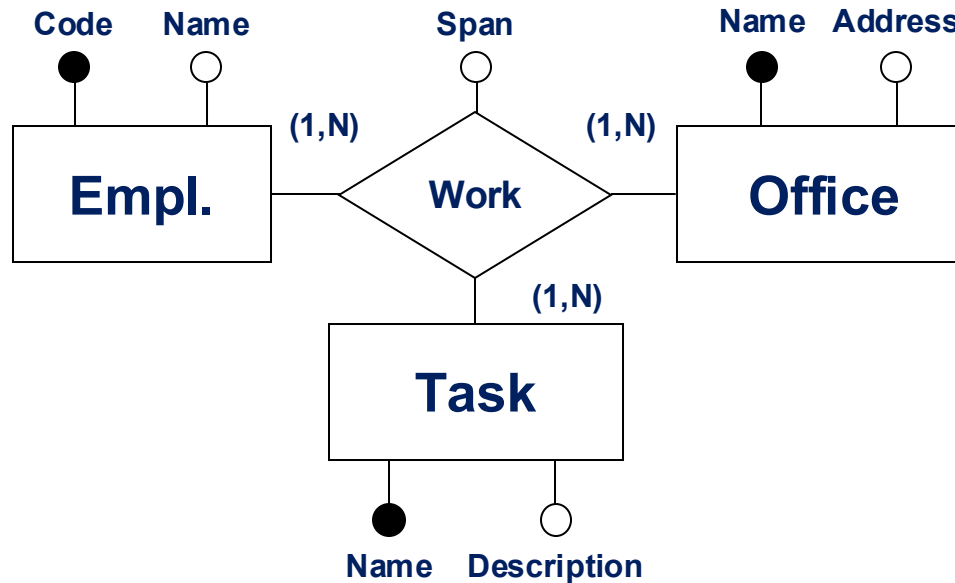 Code Name Span Name Address
(1,N) (1,N)
Empl. Work Office
(1,N)
Task
Name Description